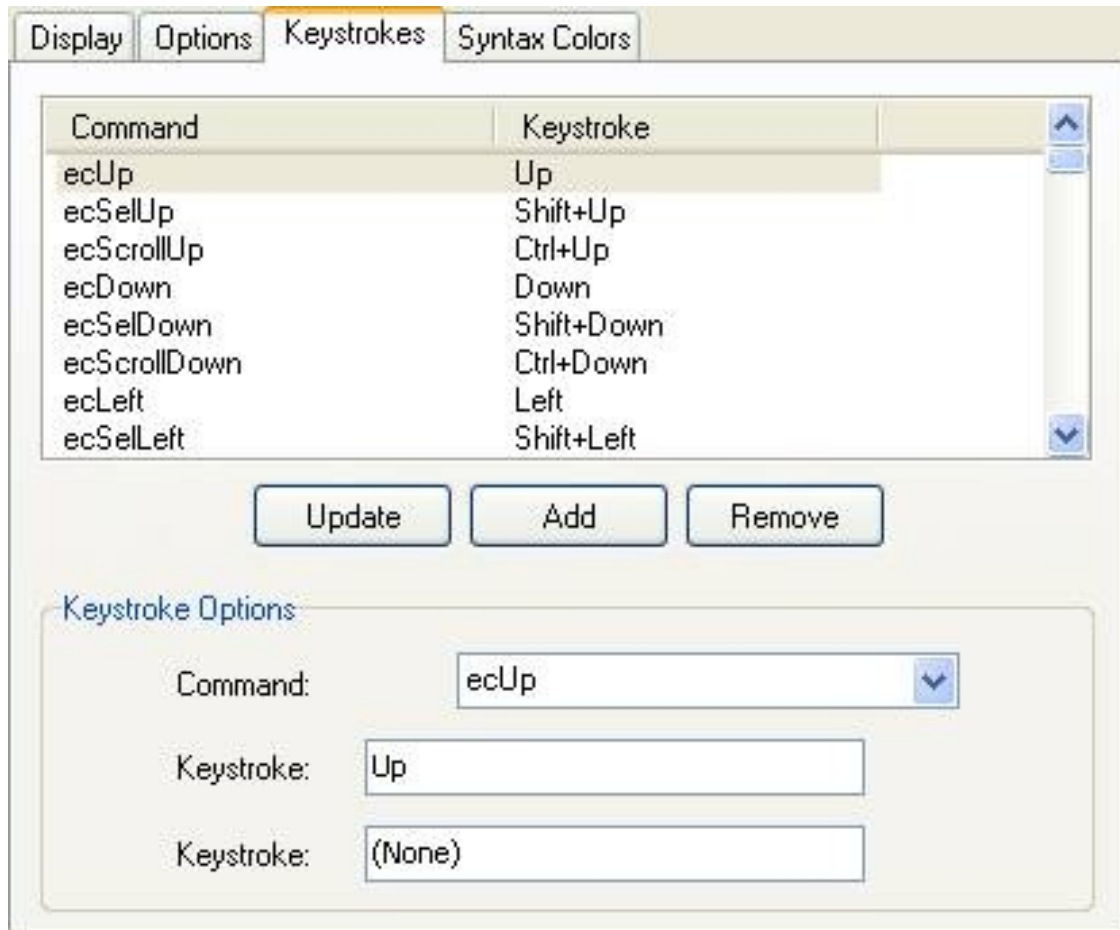 Display Options Keystrokes Syntax Colors
Command Keystroke
ecUp Up
ecSelUp Shift+Up
ecScrollUp Ctrl+Up
ecDown Down
ecSelDown Shift+Down
ecScrollDown Ctrl+Down
ecLeft Left
ecSelLeft Shift+Left
Update Add Remove
Keystroke Options
Command: ecUp
Keystroke: Up
Keystroke: (None)